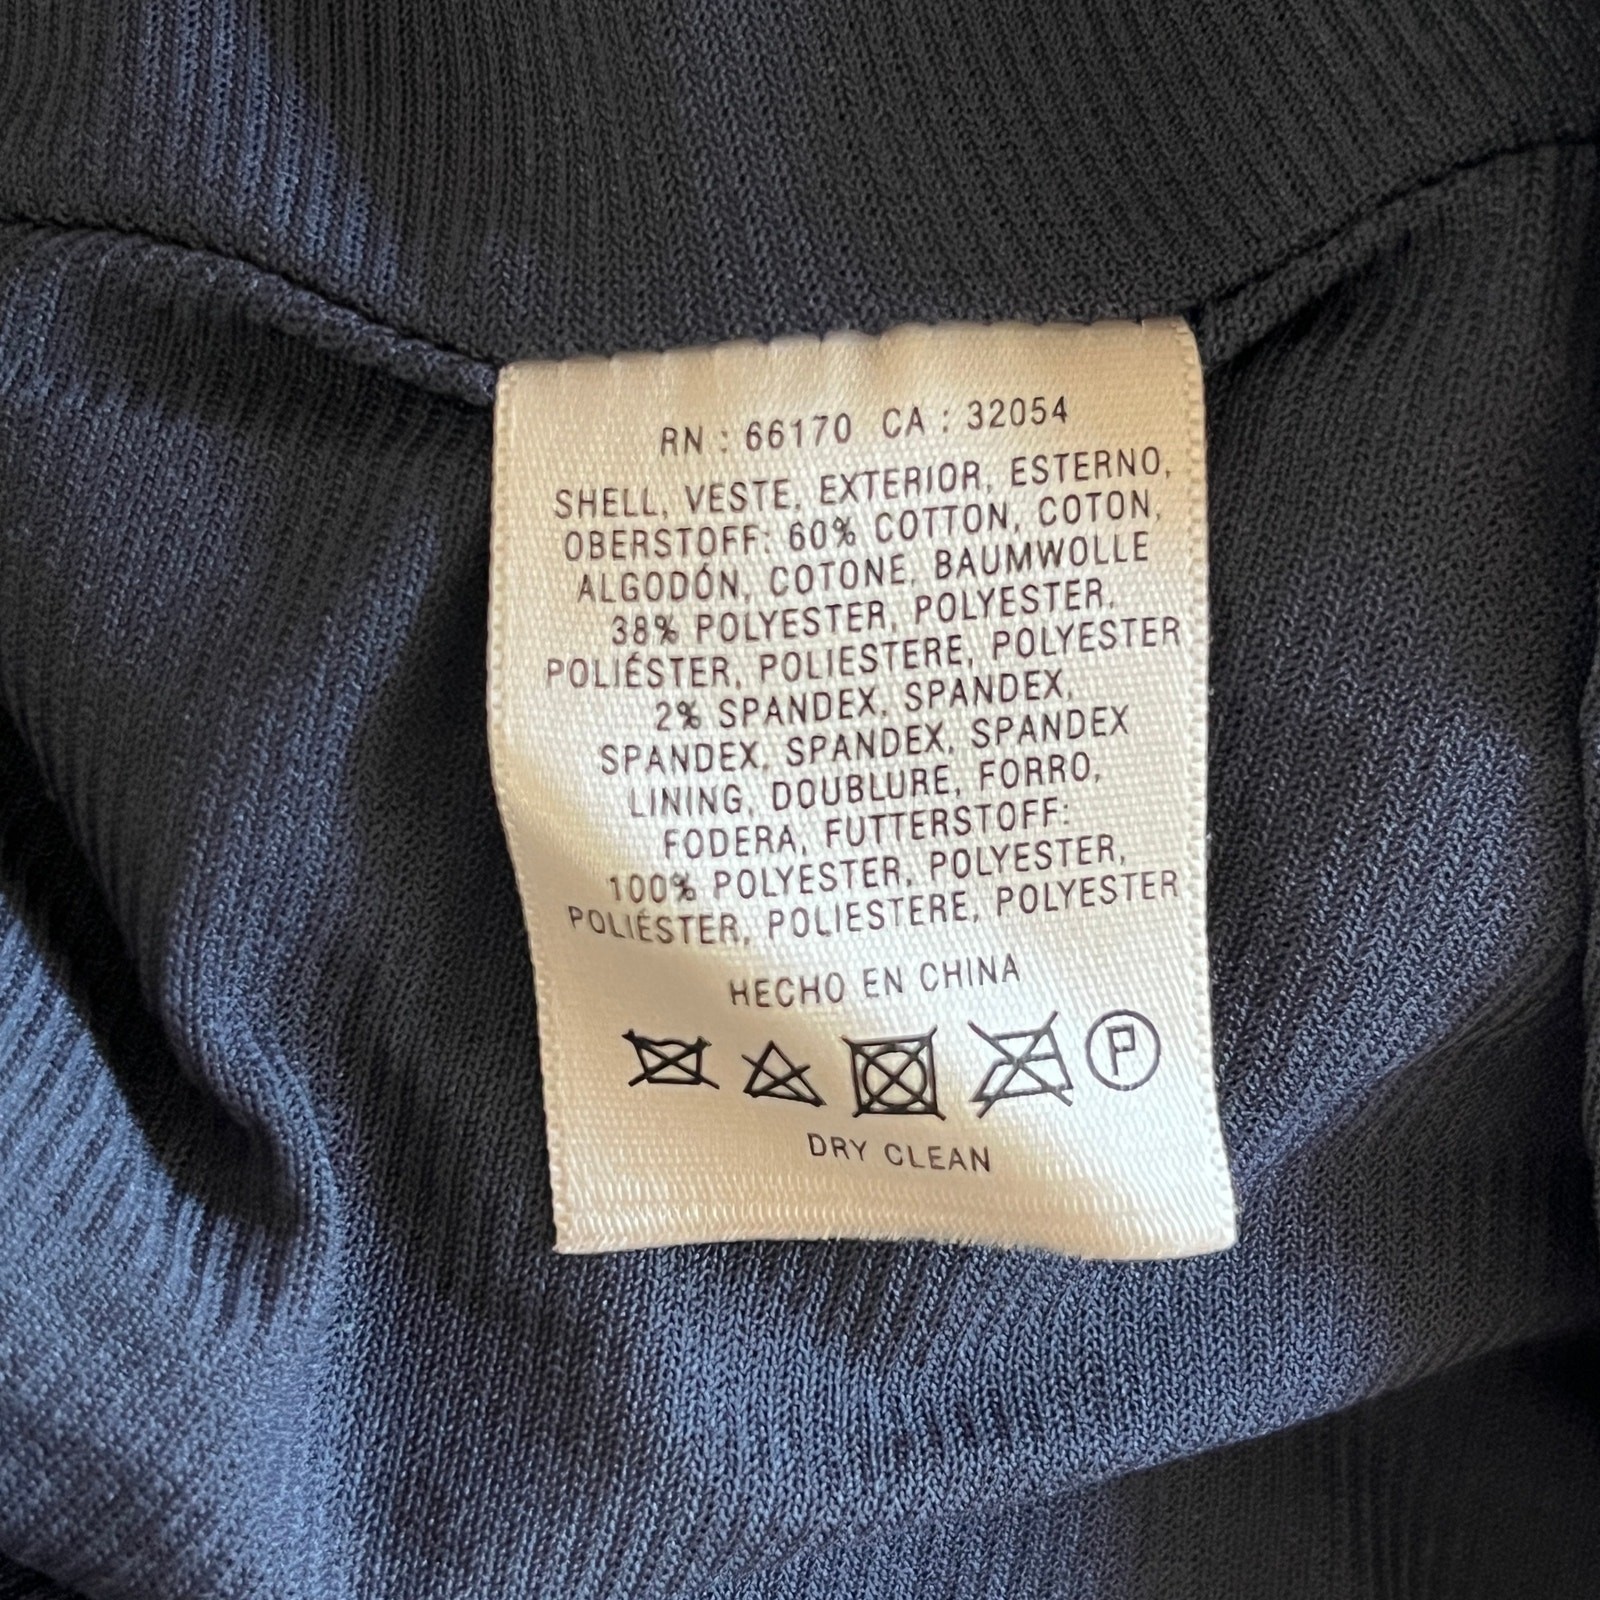 RN : 66170 CA : 32054
SHELL, VESTE, EXTERIOR, ESTERNO,
OBERSTOFF: 60% COTTON, COTON,
ALGODÓN, COTONE, BAUMWOLLE
38% POLYESTER, POLYESTER,
POLIÉSTER, POLIESTERE, POLYESTER
2% SPANDEX, SPANDEX,
SPANDEX, SPANDEX, SPANDEX
LINING, DOUBLURE, FORRO,
FODERA, FUTTERSTOFF:
100% POLYESTER, POLYESTER,
POLIÉSTER, POLIESTERE, POLYESTER
HECHO EN CHINA
P
DRY CLEAN